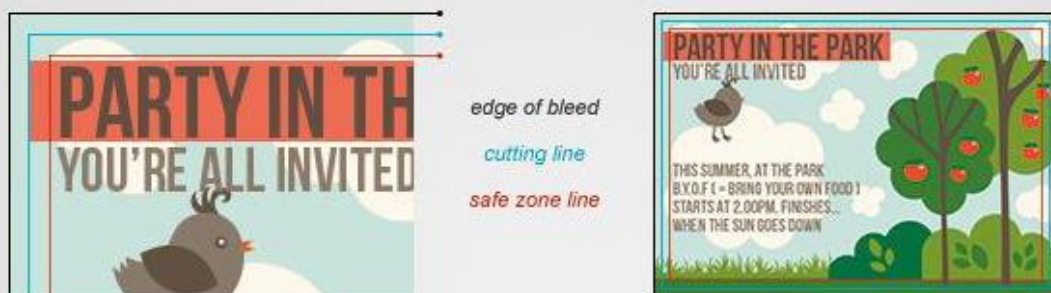 PARTY IN TH
YOU'RE ALL INVITED
edge of bleed
cutting line
safe zone line
PARTY IN THE PARK
YOU'RE ALL INVITED
THIS SUMMER, AT THE PARK
B.Y.O.F ( = BRING YOUR OWN FOOD )
STARTS AT 2.00PM. FINISHES...
WHEN THE SUN GOES DOWN